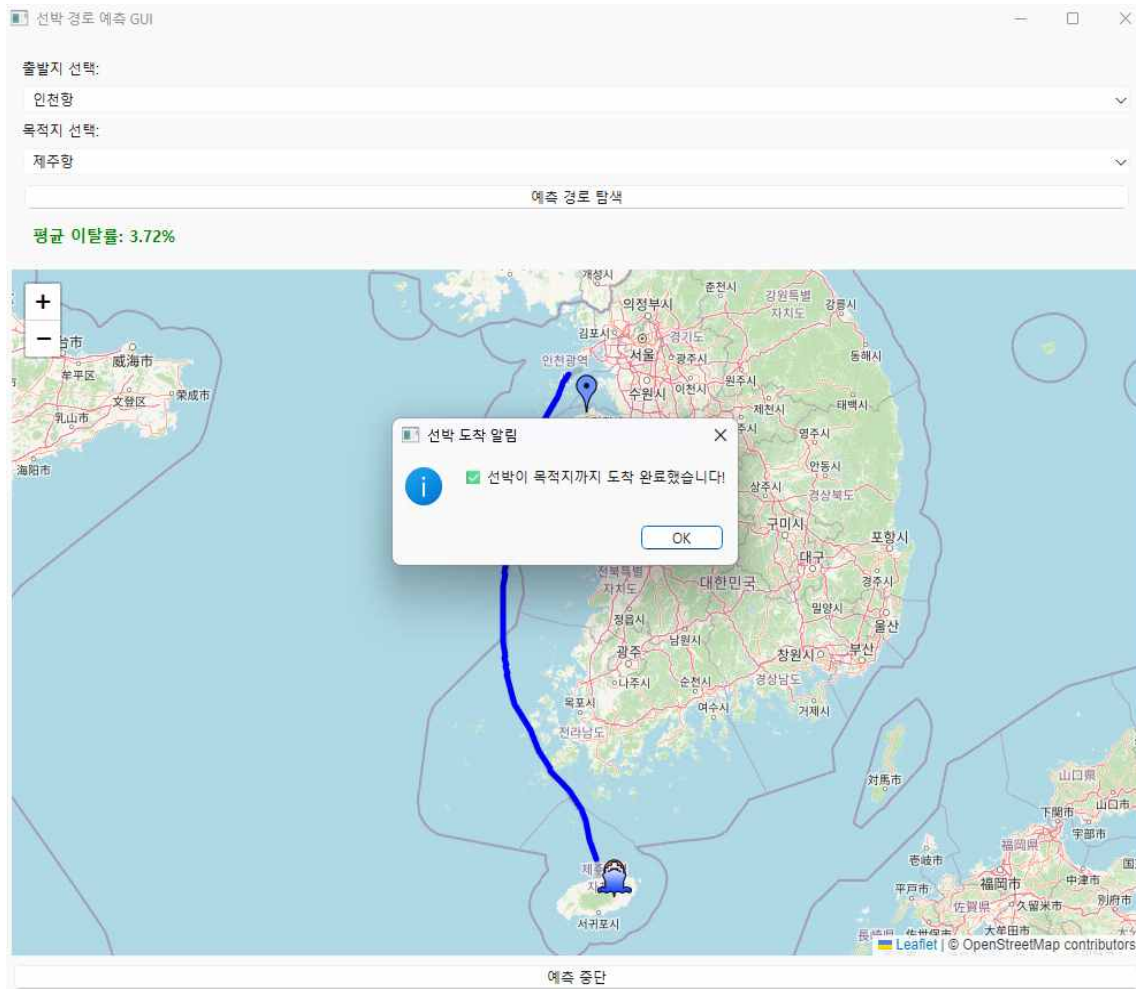 선박 경로 예측 GUI
출발지 선택:
인천항
목적지 선택:
제주항
예측 경로 탐색
평균 이탈률: 3.72%
개성시
춘천시
강원특별
자치도
강릉시
의정부시
+
김포시
경기도
−
台市
威海市
인천광역
서울
광주시
동해시
牟平区
文登区
荣成市
수원시
이천시
원주시
제천시
태백시
乳山市
영주시
海阳市
선박 도착 알림
✅ 선박이 목적지까지 도착 완료했습니다!
OK
안동시
상주시
경상북도
구미시
포항시
전북특별
자치도
대한민국
대구
경주시
정읍시
밀양시
울산
광주
남원시
창원시
부산
나주시
순천시
경상남도
목포시
여수시
거제시
전라남도
対馬市
山口県
下関市
山口市
宇部市
福岡県
壱岐市
平戸市
福岡市
中津市
佐賀県
久留米市
別府市
서귀포시
大牟田市
Leaflet | © OpenStreetMap contributors
예측 중단